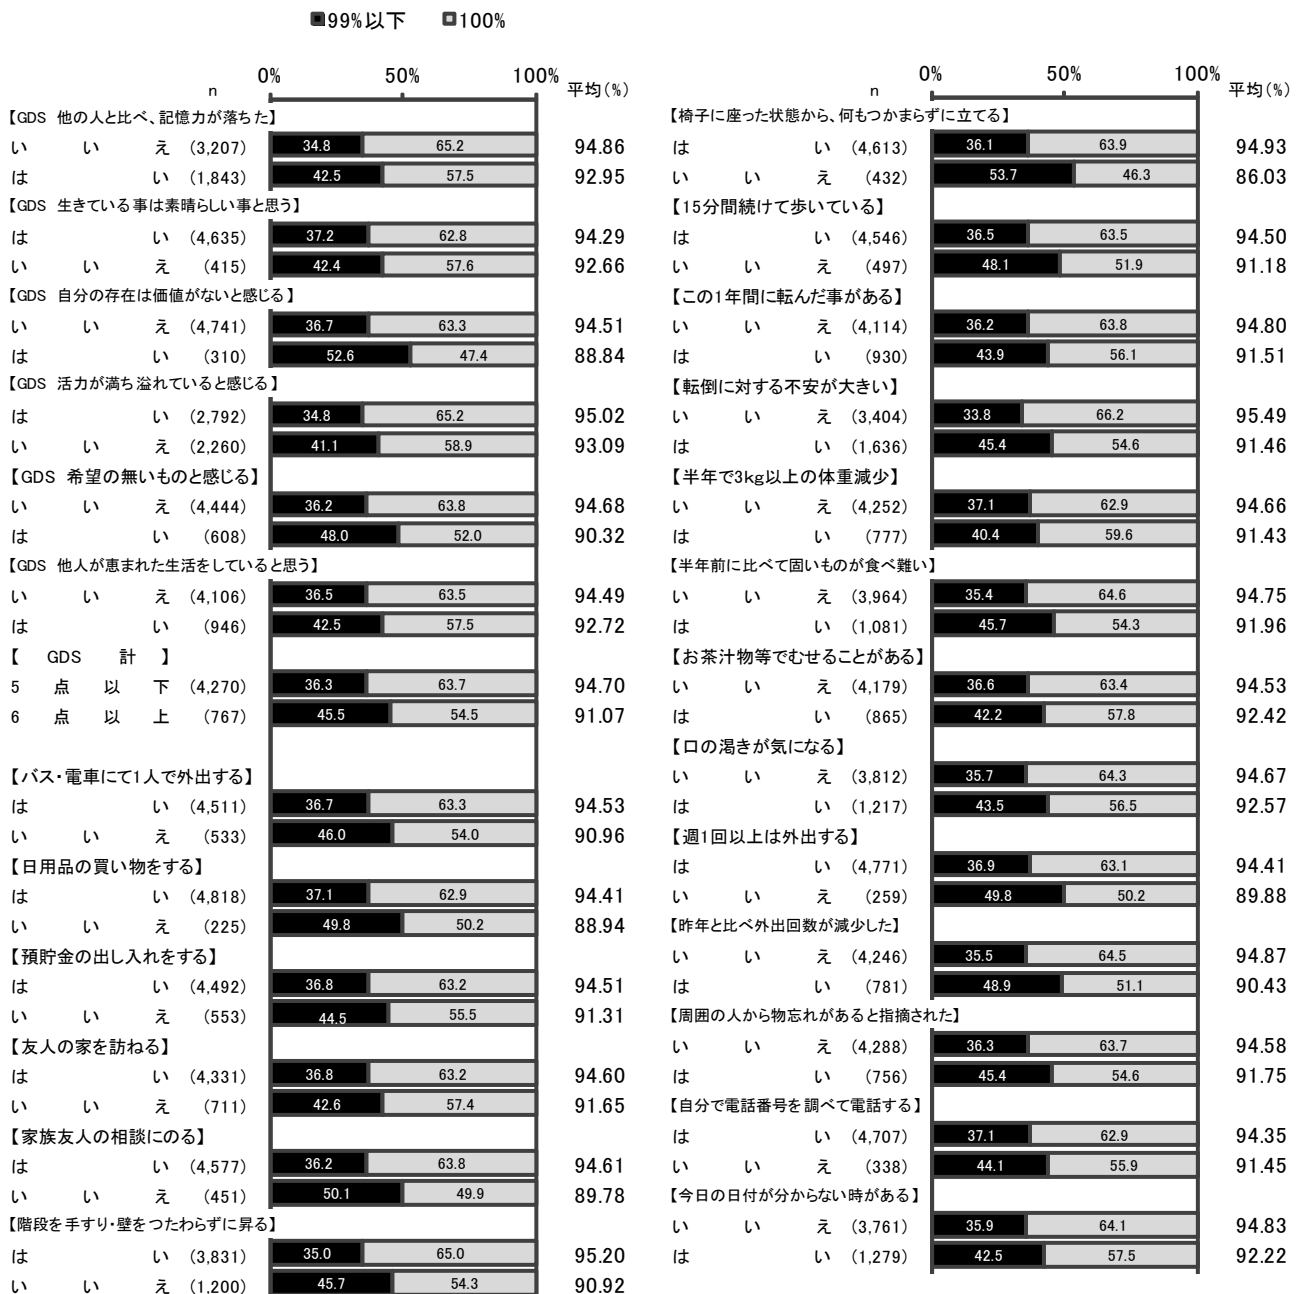 ■99%以下 □100%
0% 50% 100%
n 平均(%)
【GDS 他の人と比べ、記憶力が落ちた】
いいえ (3,207) 34.8 65.2 94.86
はい (1,843) 42.5 57.5 92.95
【GDS 生きている事は素晴らしい事と思う】
はい (4,635) 37.2 62.8 94.29
いいえ (415) 42.4 57.6 92.66
【GDS 自分の存在は価値がないと感じる】
いいえ (4,741) 36.7 63.3 94.51
はい (310) 52.6 47.4 88.84
【GDS 活力が満ち溢れていると感じる】
はい (2,792) 34.8 65.2 95.02
いいえ (2,260) 41.1 58.9 93.09
【GDS 希望の無いものと感じる】
いいえ (4,444) 36.2 63.8 94.68
はい (608) 48.0 52.0 90.32
【GDS 他人が恵まれた生活をしていると思う】
いいえ (4,106) 36.5 63.5 94.49
はい (946) 42.5 57.5 92.72
【 GDS 計 】
5点以下 (4,270) 36.3 63.7 94.70
6点以上 (767) 45.5 54.5 91.07
【バス・電車にて1人で外出する】
はい (4,511) 36.7 63.3 94.53
いいえ (533) 46.0 54.0 90.96
【日用品の買い物をする】
はい (4,818) 37.1 62.9 94.41
いいえ (225) 49.8 50.2 88.94
【預貯金の出し入れをする】
はい (4,492) 36.8 63.2 94.51
いいえ (553) 44.5 55.5 91.31
【友人の家を訪ねる】
はい (4,331) 36.8 63.2 94.60
いいえ (711) 42.6 57.4 91.65
【家族友人の相談にのる】
はい (4,577) 36.2 63.8 94.61
いいえ (451) 50.1 49.9 89.78
【階段を手すり・壁をつたわらずに昇る】
はい (3,831) 35.0 65.0 95.20
いいえ (1,200) 45.7 54.3 90.92
0% 50% 100%
n 平均(%)
【椅子に座った状態から、何もつかまらずに立てる】
はい (4,613) 36.1 63.9 94.93
いいえ (432) 53.7 46.3 86.03
【15分間続けて歩いている】
はい (4,546) 36.5 63.5 94.50
いいえ (497) 48.1 51.9 91.18
【この1年間に転んだ事がある】
いいえ (4,114) 36.2 63.8 94.80
はい (930) 43.9 56.1 91.51
【転倒に対する不安が大きい】
いいえ (3,404) 33.8 66.2 95.49
はい (1,636) 45.4 54.6 91.46
【半年で3kg以上の体重減少】
いいえ (4,252) 37.1 62.9 94.66
はい (777) 40.4 59.6 91.43
【半年前に比べて固いものが食べ難い】
いいえ (3,964) 35.4 64.6 94.75
はい (1,081) 45.7 54.3 91.96
【お茶汁物等でむせることがある】
いいえ (4,179) 36.6 63.4 94.53
はい (865) 42.2 57.8 92.42
【口の渇きが気になる】
いいえ (3,812) 35.7 64.3 94.67
はい (1,217) 43.5 56.5 92.57
【週1回以上は外出する】
はい (4,771) 36.9 63.1 94.41
いいえ (259) 49.8 50.2 89.88
【昨年と比べ外出回数が減少した】
いいえ (4,246) 35.5 64.5 94.87
はい (781) 48.9 51.1 90.43
【周囲の人から物忘れがあると指摘された】
いいえ (4,288) 36.3 63.7 94.58
はい (756) 45.4 54.6 91.75
【自分で電話番号を調べて電話する】
はい (4,707) 37.1 62.9 94.35
いいえ (338) 44.1 55.9 91.45
【今日の日付が分からない時がある】
いいえ (3,761) 35.9 64.1 94.83
はい (1,279) 42.5 57.5 92.22